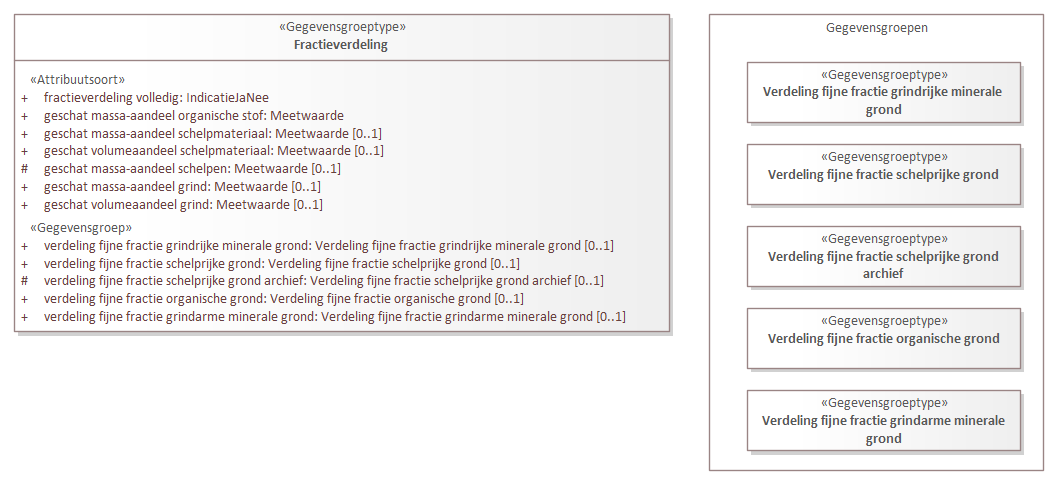 «Gegevensgroeptype»
Fractieverdeling
«Attribuutsoort»
+ fractieverdeling volledig: IndicatieJaNee
+ geschat massa-aandeel organische stof: Meetwaarde
+ geschat massa-aandeel schelpmateriaal: Meetwaarde [0..1]
+ geschat volumeaandeel schelpmateriaal: Meetwaarde [0..1]
# geschat massa-aandeel schelpen: Meetwaarde [0..1]
+ geschat massa-aandeel grind: Meetwaarde [0..1]
+ geschat volumeaandeel grind: Meetwaarde [0..1]
«Gegevensgroep»
+ verdeling fijne fractie grindrijke minerale grond: Verdeling fijne fractie grindrijke minerale grond [0..1]
+ verdeling fijne fractie schelprijke grond: Verdeling fijne fractie schelprijke grond [0..1]
# verdeling fijne fractie schelprijke grond archief: Verdeling fijne fractie schelprijke grond archief [0..1]
+ verdeling fijne fractie organische grond: Verdeling fijne fractie organische grond [0..1]
+ verdeling fijne fractie grindarme minerale grond: Verdeling fijne fractie grindarme minerale grond [0..1]
Gegevensgroepen
«Gegevensgroeptype»
Verdeling fijne fractie grindrijke minerale
grond
«Gegevensgroeptype»
Verdeling fijne fractie schelprijke grond
«Gegevensgroeptype»
Verdeling fijne fractie schelprijke grond
archief
«Gegevensgroeptype»
Verdeling fijne fractie organische grond
«Gegevensgroeptype»
Verdeling fijne fractie grindarme minerale
grond